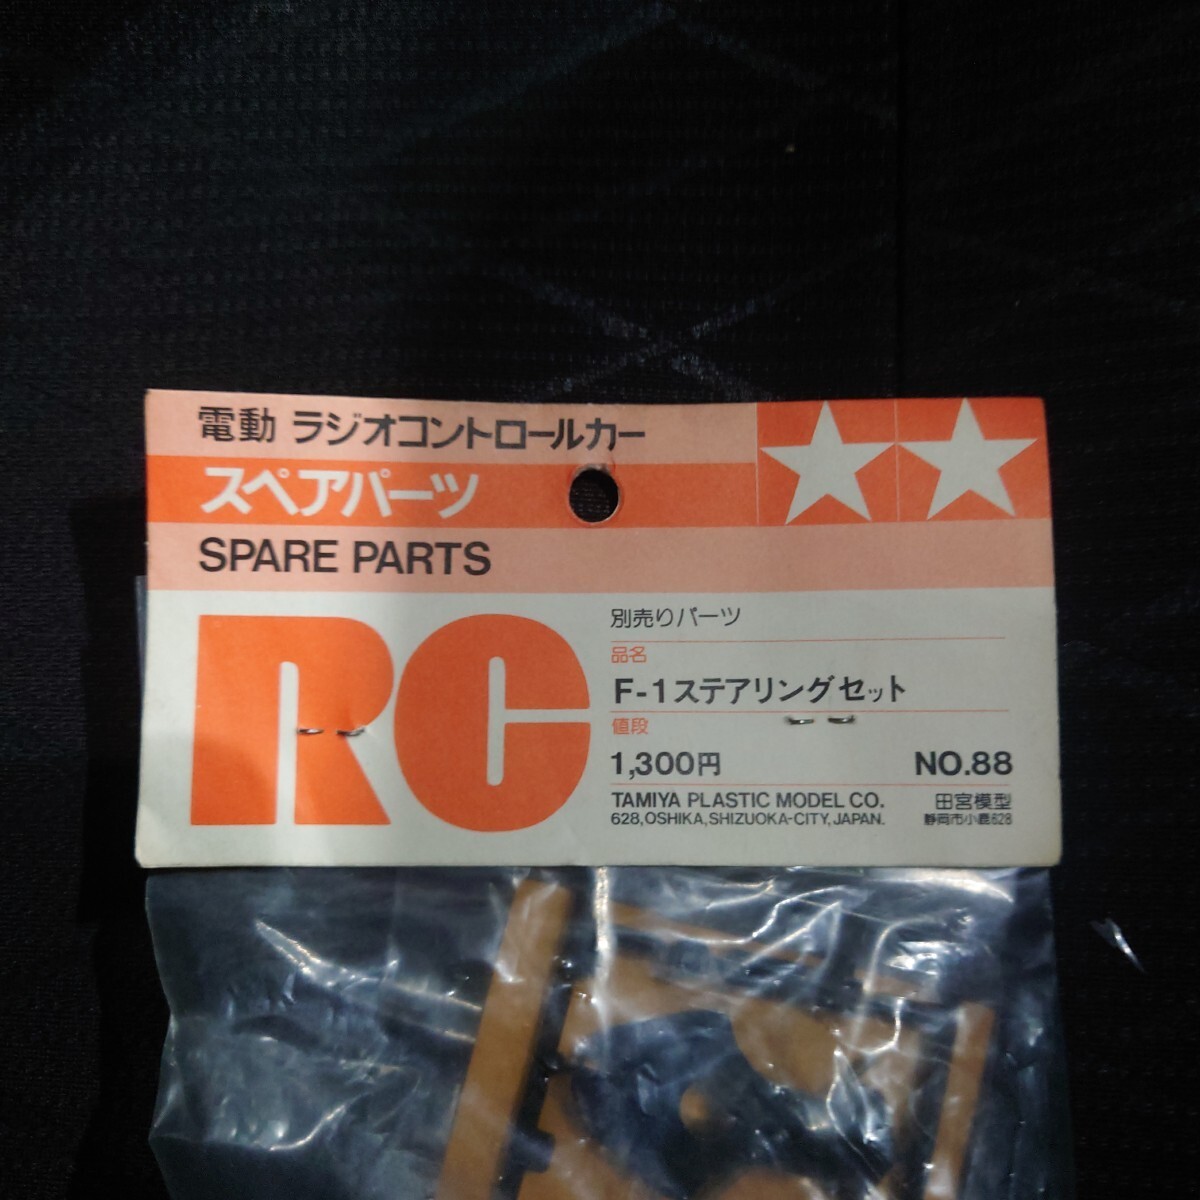 電動 ラジオコントロールカー
スペアパーツ
SPARE PARTS
RC
別売りパーツ
品名
F-1ステアリングセット
値段
1,300円 NO.88
TAMIYA PLASTIC MODEL CO. 田宮模型
628, OSHIKA, SHIZUOKA-CITY, JAPAN. 静岡市小鹿628